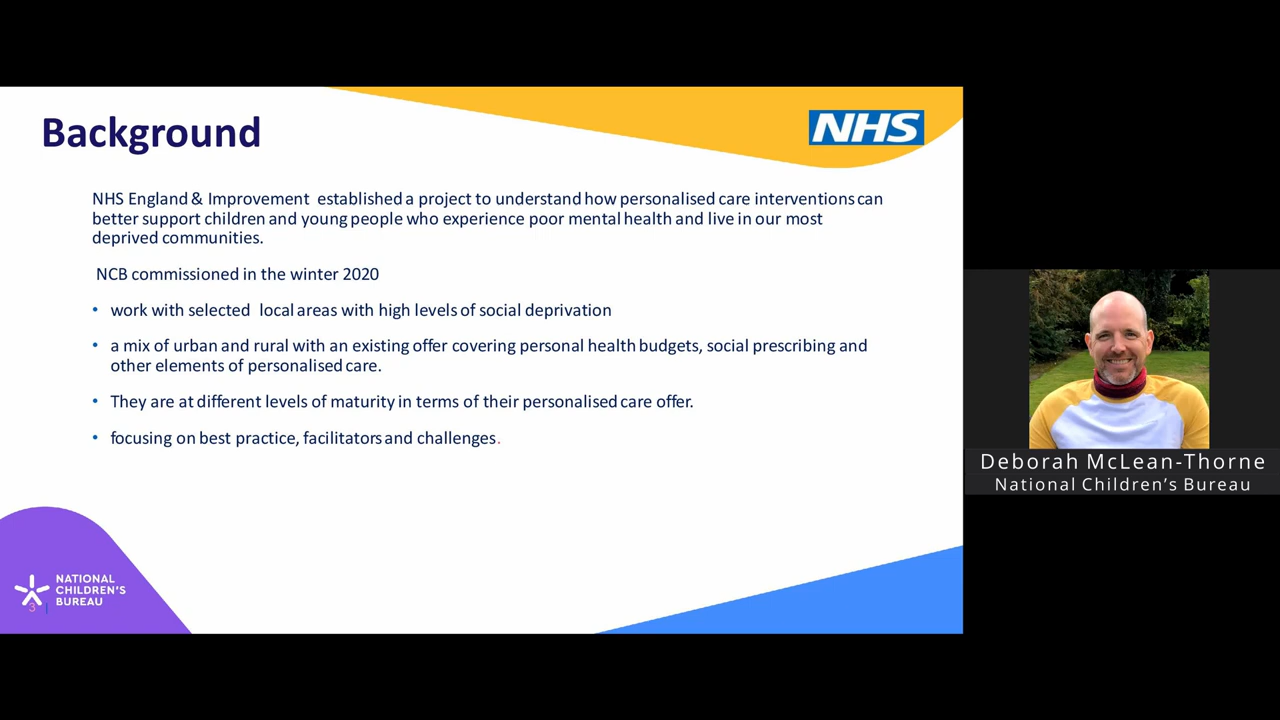 Background
NHS
NHS England & Improvement established a project to understand how personalised care interventions can
better support children and young people who experience poor mental health and live in our most
deprived communities.
NCB commissioned in the winter 2020
• work with selected local areas with high levels of social deprivation
• a mix of urban and rural with an existing offer covering personal health budgets, social prescribing and
other elements of personalised care.
• They are at different levels of maturity in terms of their personalised care offer.
• focusing on best practice, facilitators and challenges.
NATIONAL
CHILDREN'S
BUREAU
3 |
Deborah McLean-Thorne
National Children’s Bureau